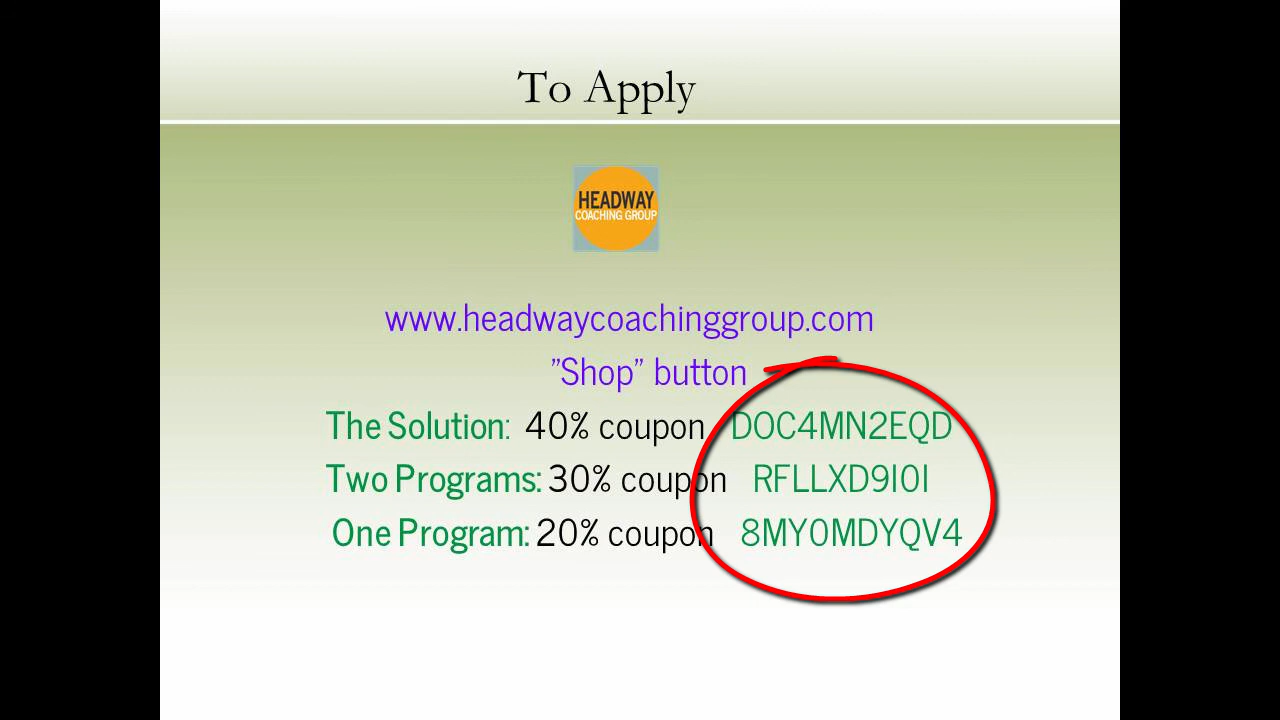 To Apply
HEADWAY
COACHING GROUP
www.headwaycoachinggroup.com
"Shop" button
The Solution: 40% coupon DOC4MN2EQD
Two Programs: 30% coupon RFLLXD9I0I
One Program: 20% coupon 8MY0MDYQV4